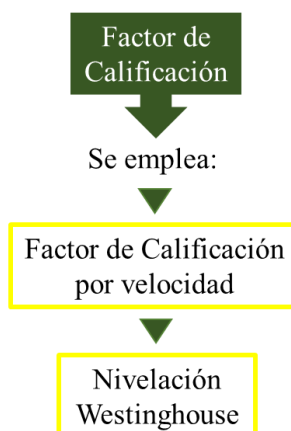 Factor de
Calificación
Se emplea:
Factor de Calificación
por velocidad
Nivelación
Westinghouse